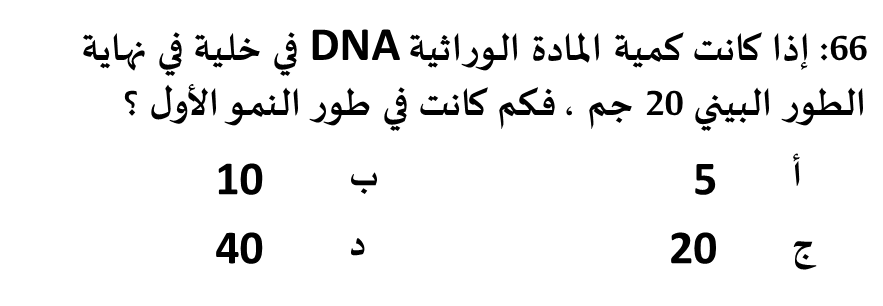 66: إذا كانت كمية المادة الوراثية DNA في خلية في نهاية
الطور البيني 20 جم ، فكم كانت في طور النمو الأول ؟
أ 5 ب 10
ج 20 د 40